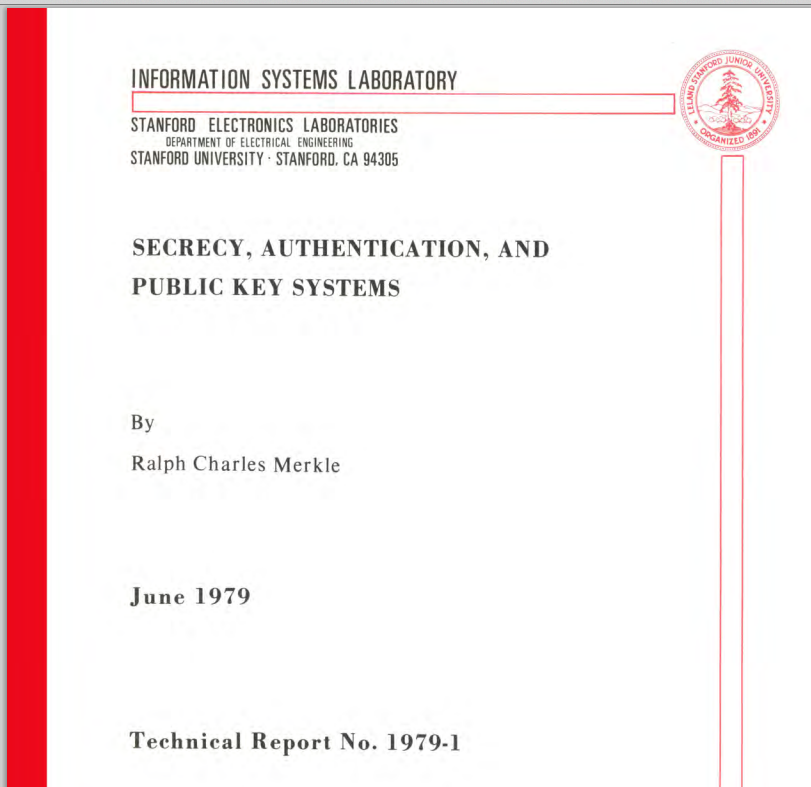 INFORMATION SYSTEMS LABORATORY
STANFORD ELECTRONICS LABORATORIES
DEPARTMENT OF ELECTRICAL ENGINEERING
STANFORD UNIVERSITY · STANFORD, CA 94305
LELAND STANFORD JUNIOR UNIVERSITY
ORGANIZED 1891
SECRECY, AUTHENTICATION, AND
PUBLIC KEY SYSTEMS
By
Ralph Charles Merkle
June 1979
Technical Report No. 1979-1